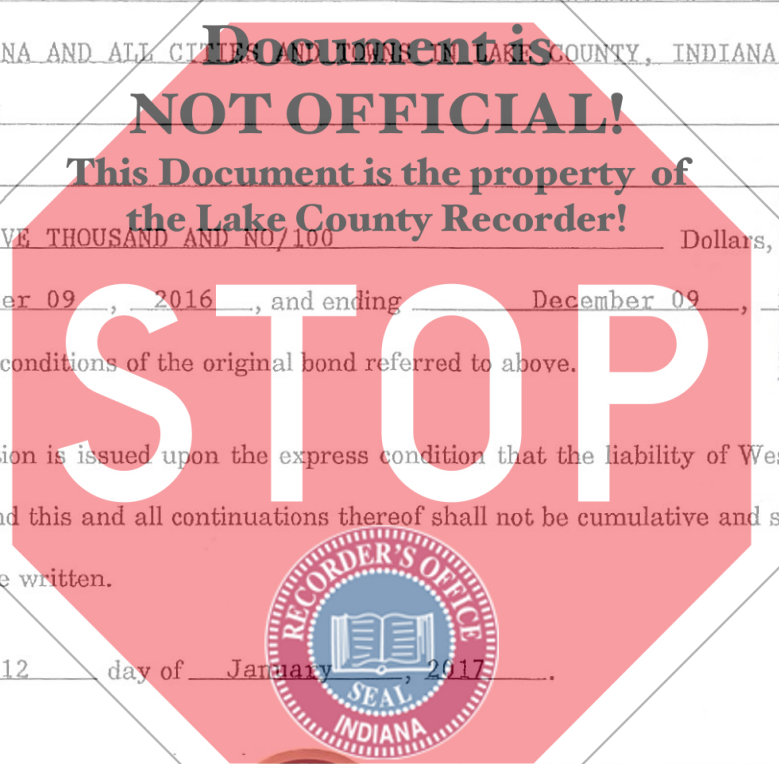 Document is
NA AND ALL CITIES AND TOWNS IN LAKE COUNTY, INDIANA
NOT OFFICIAL!
This Document is the property of
the Lake County Recorder!
VE THOUSAND AND NO/100 Dollars,
er 09 , 2016 , and ending December 09 ,
STOP
conditions of the original bond referred to above.
ion is issued upon the express condition that the liability of Wes
nd this and all continuations thereof shall not be cumulative and s
e written.
RECORDER'S OFFICE
12 day of January , 2017 .
SEAL
INDIANA